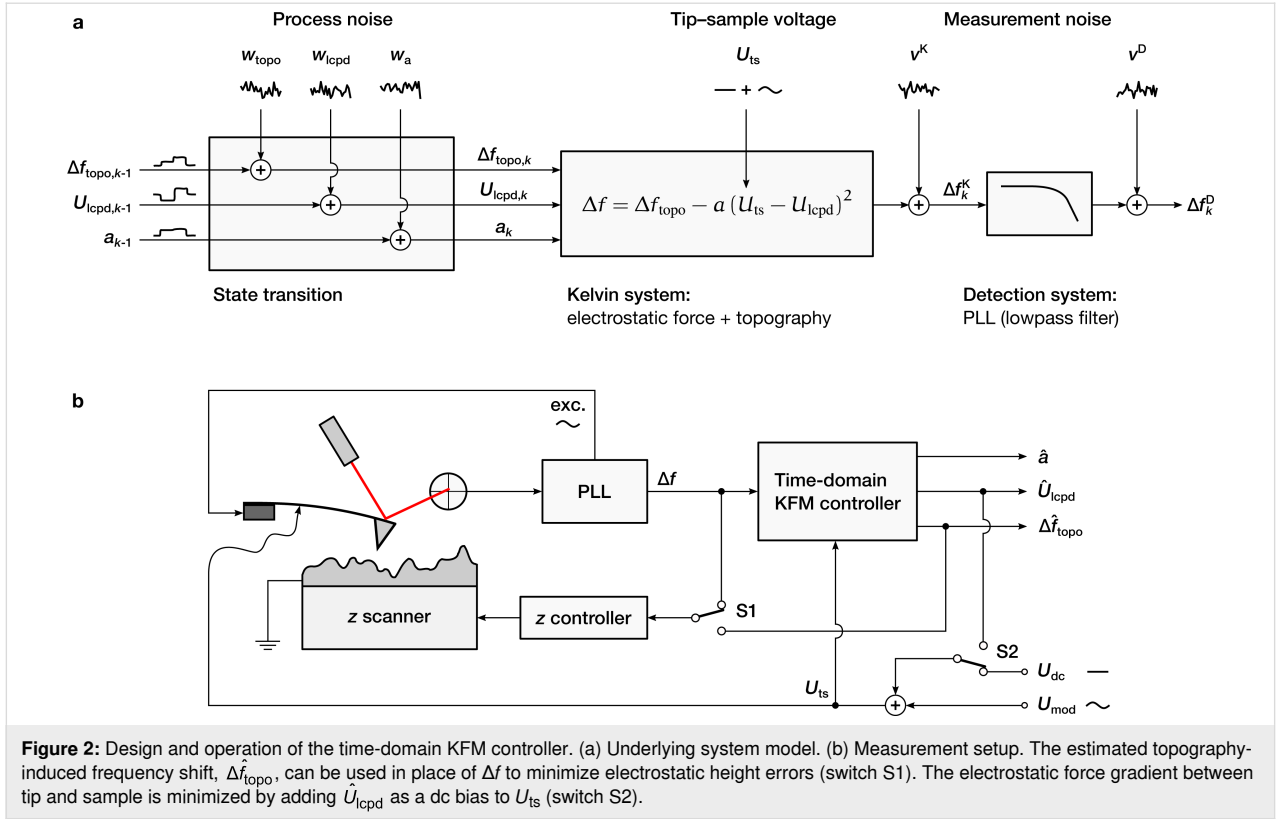 a
Process noise
Tip–sample voltage
Measurement noise
w_topo
w_lcpd
w_a
U_ts
v^K
v^D
— + ∼
Δf_topo,k-1
Δf_topo,k
U_lcpd,k-1
U_lcpd,k
Δf = Δf_topo − a (U_ts − U_lcpd)^2
Δf_k^K
Δf_k^D
a_k-1
a_k
State transition
Kelvin system:
electrostatic force + topography
Detection system:
PLL (lowpass filter)
b
exc.
PLL
Δf
Time-domain
KFM controller
â
Û_lcpd
Δf̂_topo
z scanner
z controller
S1
S2
U_dc
U_ts
U_mod
Figure 2: Design and operation of the time-domain KFM controller. (a) Underlying system model. (b) Measurement setup. The estimated topography-
induced frequency shift, Δf̂_topo, can be used in place of Δf to minimize electrostatic height errors (switch S1). The electrostatic force gradient between
tip and sample is minimized by adding Û_lcpd as a dc bias to U_ts (switch S2).